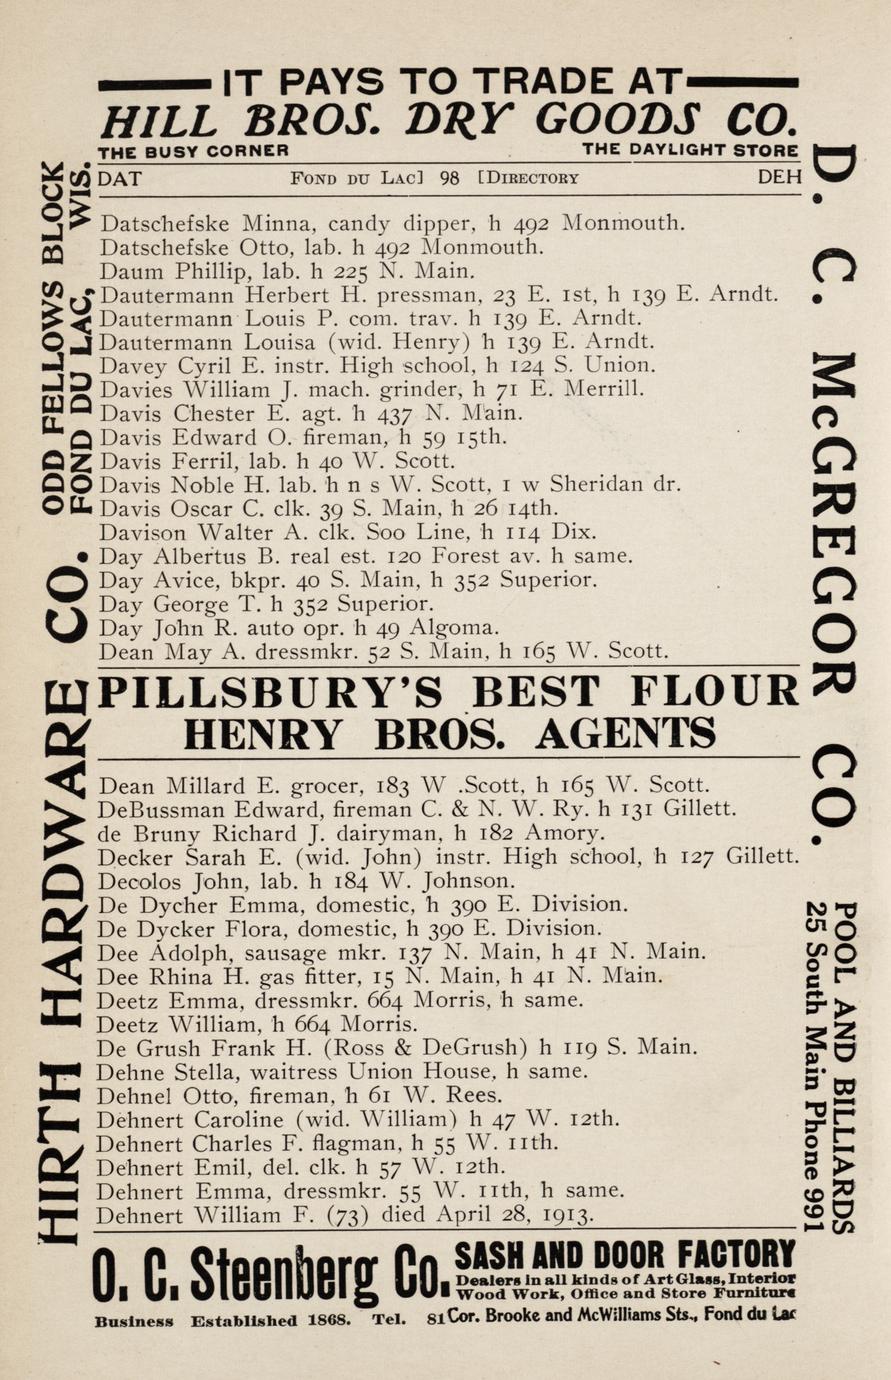 IT PAYS TO TRADE AT
HILL BROS. DRY GOODS CO.
THE BUSY CORNER THE DAYLIGHT STORE
DAT FOND DU LAC] 98 [DIRECTORY DEH
Datschefske Minna, candy dipper, h 492 Monmouth.
Datschefske Otto, lab. h 492 Monmouth.
Daum Phillip, lab. h 225 N. Main.
Dautermann Herbert H. pressman, 23 E. 1st, h 139 E. Arndt.
Dautermann Louis P. com. trav. h 139 E. Arndt.
Dautermann Louisa (wid. Henry) h 139 E. Arndt.
Davey Cyril E. instr. High school, h 124 S. Union.
Davies William J. mach. grinder, h 71 E. Merrill.
Davis Chester E. agt. h 437 N. Main.
Davis Edward O. fireman, h 59 15th.
Davis Ferril, lab. h 40 W. Scott.
Davis Noble H. lab. h n s W. Scott, 1 w Sheridan dr.
Davis Oscar C. clk. 39 S. Main, h 26 14th.
Davison Walter A. clk. Soo Line, h 114 Dix.
Day Albertus B. real est. 120 Forest av. h same.
Day Avice, bkpr. 40 S. Main, h 352 Superior.
Day George T. h 352 Superior.
Day John R. auto opr. h 49 Algoma.
Dean May A. dressmkr. 52 S. Main, h 165 W. Scott.
PILLSBURY'S BEST FLOUR
HENRY BROS. AGENTS
Dean Millard E. grocer, 183 W .Scott, h 165 W. Scott.
DeBussman Edward, fireman C. & N. W. Ry. h 131 Gillett.
de Bruny Richard J. dairyman, h 182 Amory.
Decker Sarah E. (wid. John) instr. High school, h 127 Gillett.
Decolos John, lab. h 184 W. Johnson.
De Dycher Emma, domestic, h 390 E. Division.
De Dycker Flora, domestic, h 390 E. Division.
Dee Adolph, sausage mkr. 137 N. Main, h 41 N. Main.
Dee Rhina H. gas fitter, 15 N. Main, h 41 N. Main.
Deetz Emma, dressmkr. 664 Morris, h same.
Deetz William, h 664 Morris.
De Grush Frank H. (Ross & DeGrush) h 119 S. Main.
Dehne Stella, waitress Union House, h same.
Dehnel Otto, fireman, h 61 W. Rees.
Dehnert Caroline (wid. William) h 47 W. 12th.
Dehnert Charles F. flagman, h 55 W. 11th.
Dehnert Emil, del. clk. h 57 W. 12th.
Dehnert Emma, dressmkr. 55 W. 11th, h same.
Dehnert William F. (73) died April 28, 1913.
O. C. Steenberg Co. SASH AND DOOR FACTORY
Dealers in all kinds of Art Glass, Interior
Wood Work, Office and Store Furniture
Business Established 1868. Tel. 81 Cor. Brooke and McWilliams Sts., Fond du Lac
HIRTH HARDWARE CO. ODD FELLOWS BLOCK
FOND DU LAC, WIS.
D. C. McGREGOR CO. POOL AND BILLIARDS
25 South Main Phone 991